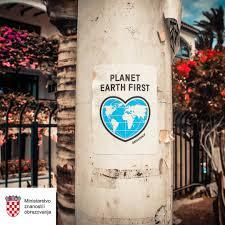 PLANET
EARTH FIRST
Ministarstvo
znanosti i
obrazovanja